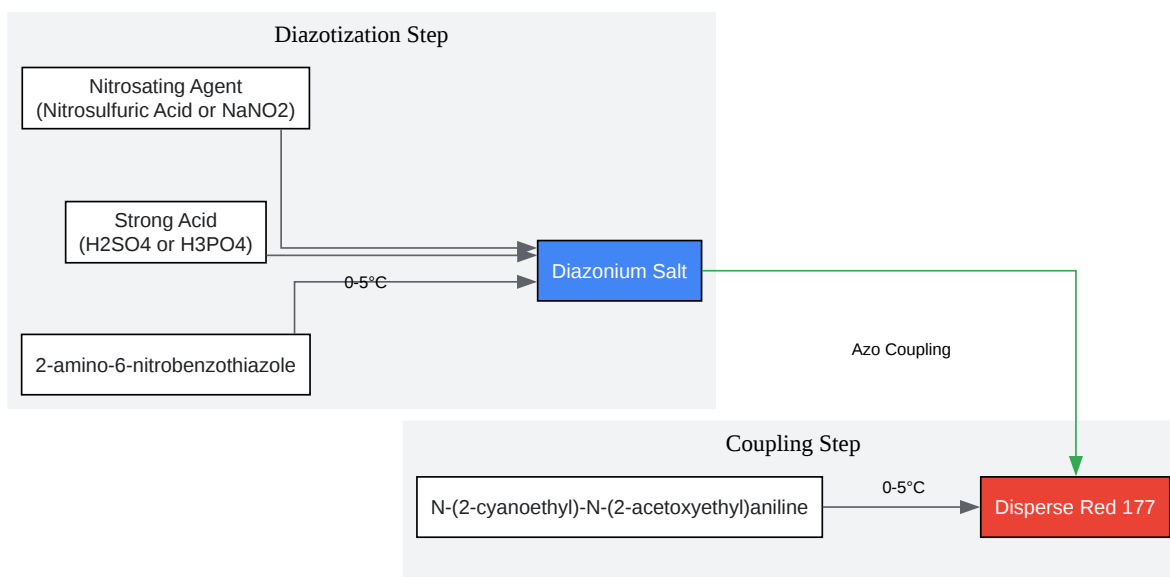 Diazotization Step
Nitrosating Agent
(Nitrosulfuric Acid or NaNO2)
Strong Acid
(H2SO4 or H3PO4)
0-5°C
Diazonium Salt
2-amino-6-nitrobenzothiazole
Azo Coupling
Coupling Step
N-(2-cyanoethyl)-N-(2-acetoxyethyl)aniline
0-5°C
Disperse Red 177